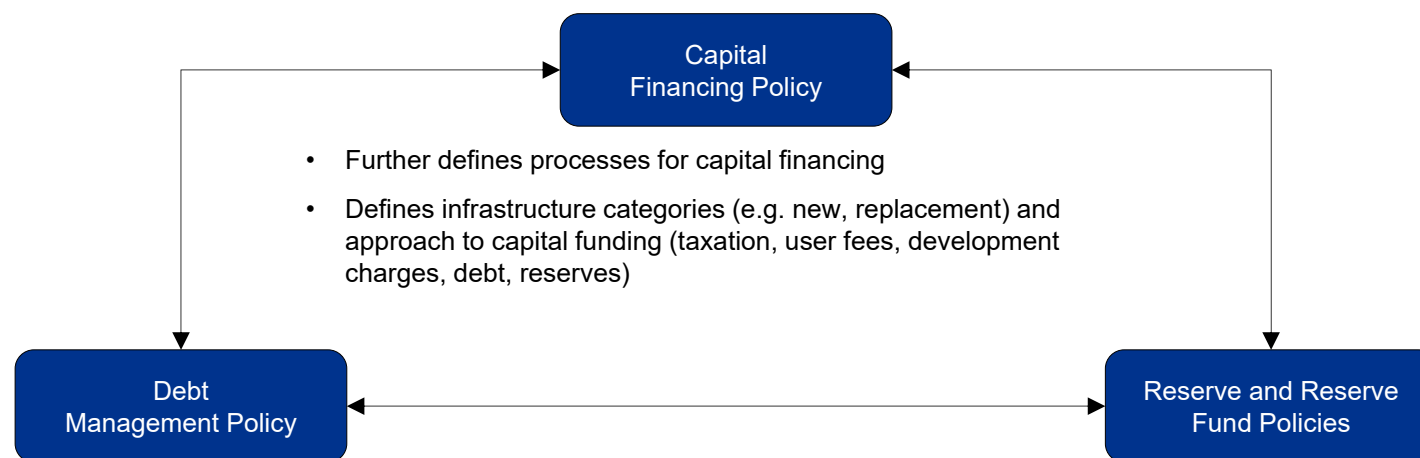 Capital
Financing Policy
• Further defines processes for capital financing
• Defines infrastructure categories (e.g. new, replacement) and
approach to capital funding (taxation, user fees, development
charges, debt, reserves)
Debt
Management Policy
Reserve and Reserve
Fund Policies